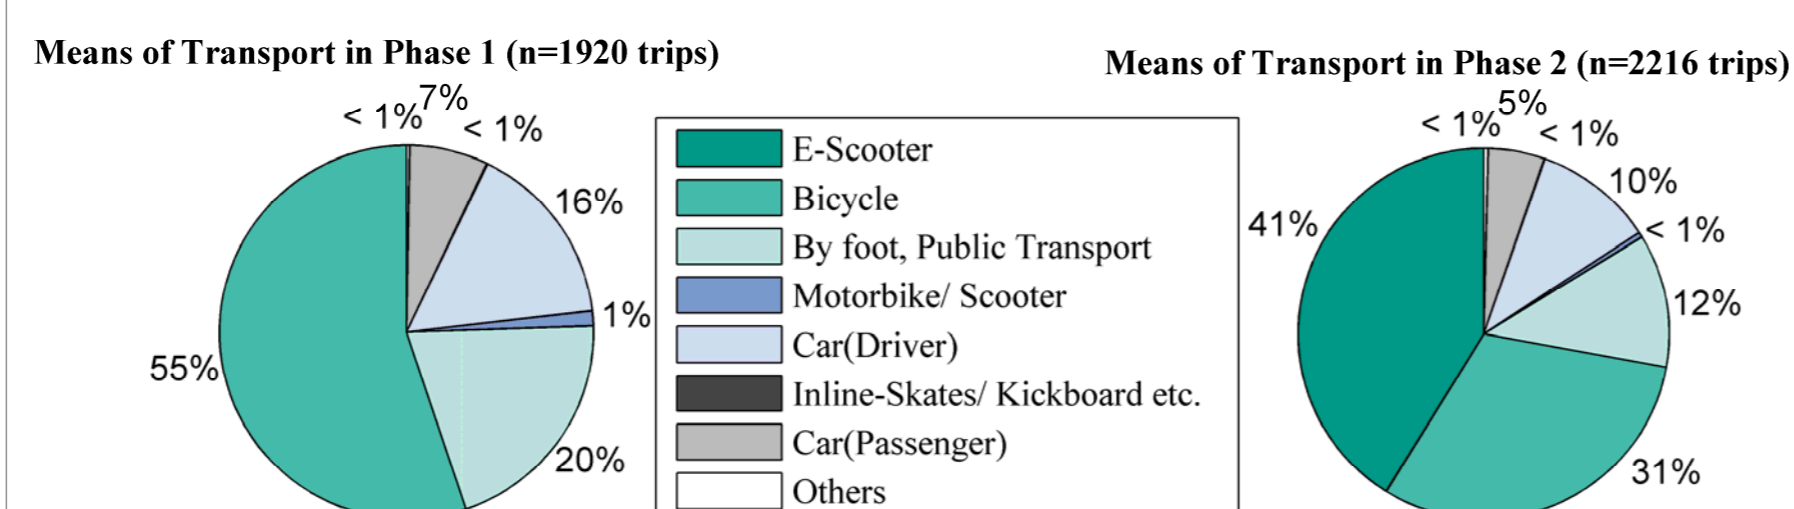 Means of Transport in Phase 1 (n=1920 trips)
< 1%
7%
< 1%
16%
1%
20%
55%
E-Scooter
Bicycle
By foot, Public Transport
Motorbike/ Scooter
Car(Driver)
Inline-Skates/ Kickboard etc.
Car(Passenger)
Others
Means of Transport in Phase 2 (n=2216 trips)
< 1%
5%
< 1%
10%
< 1%
12%
31%
41%